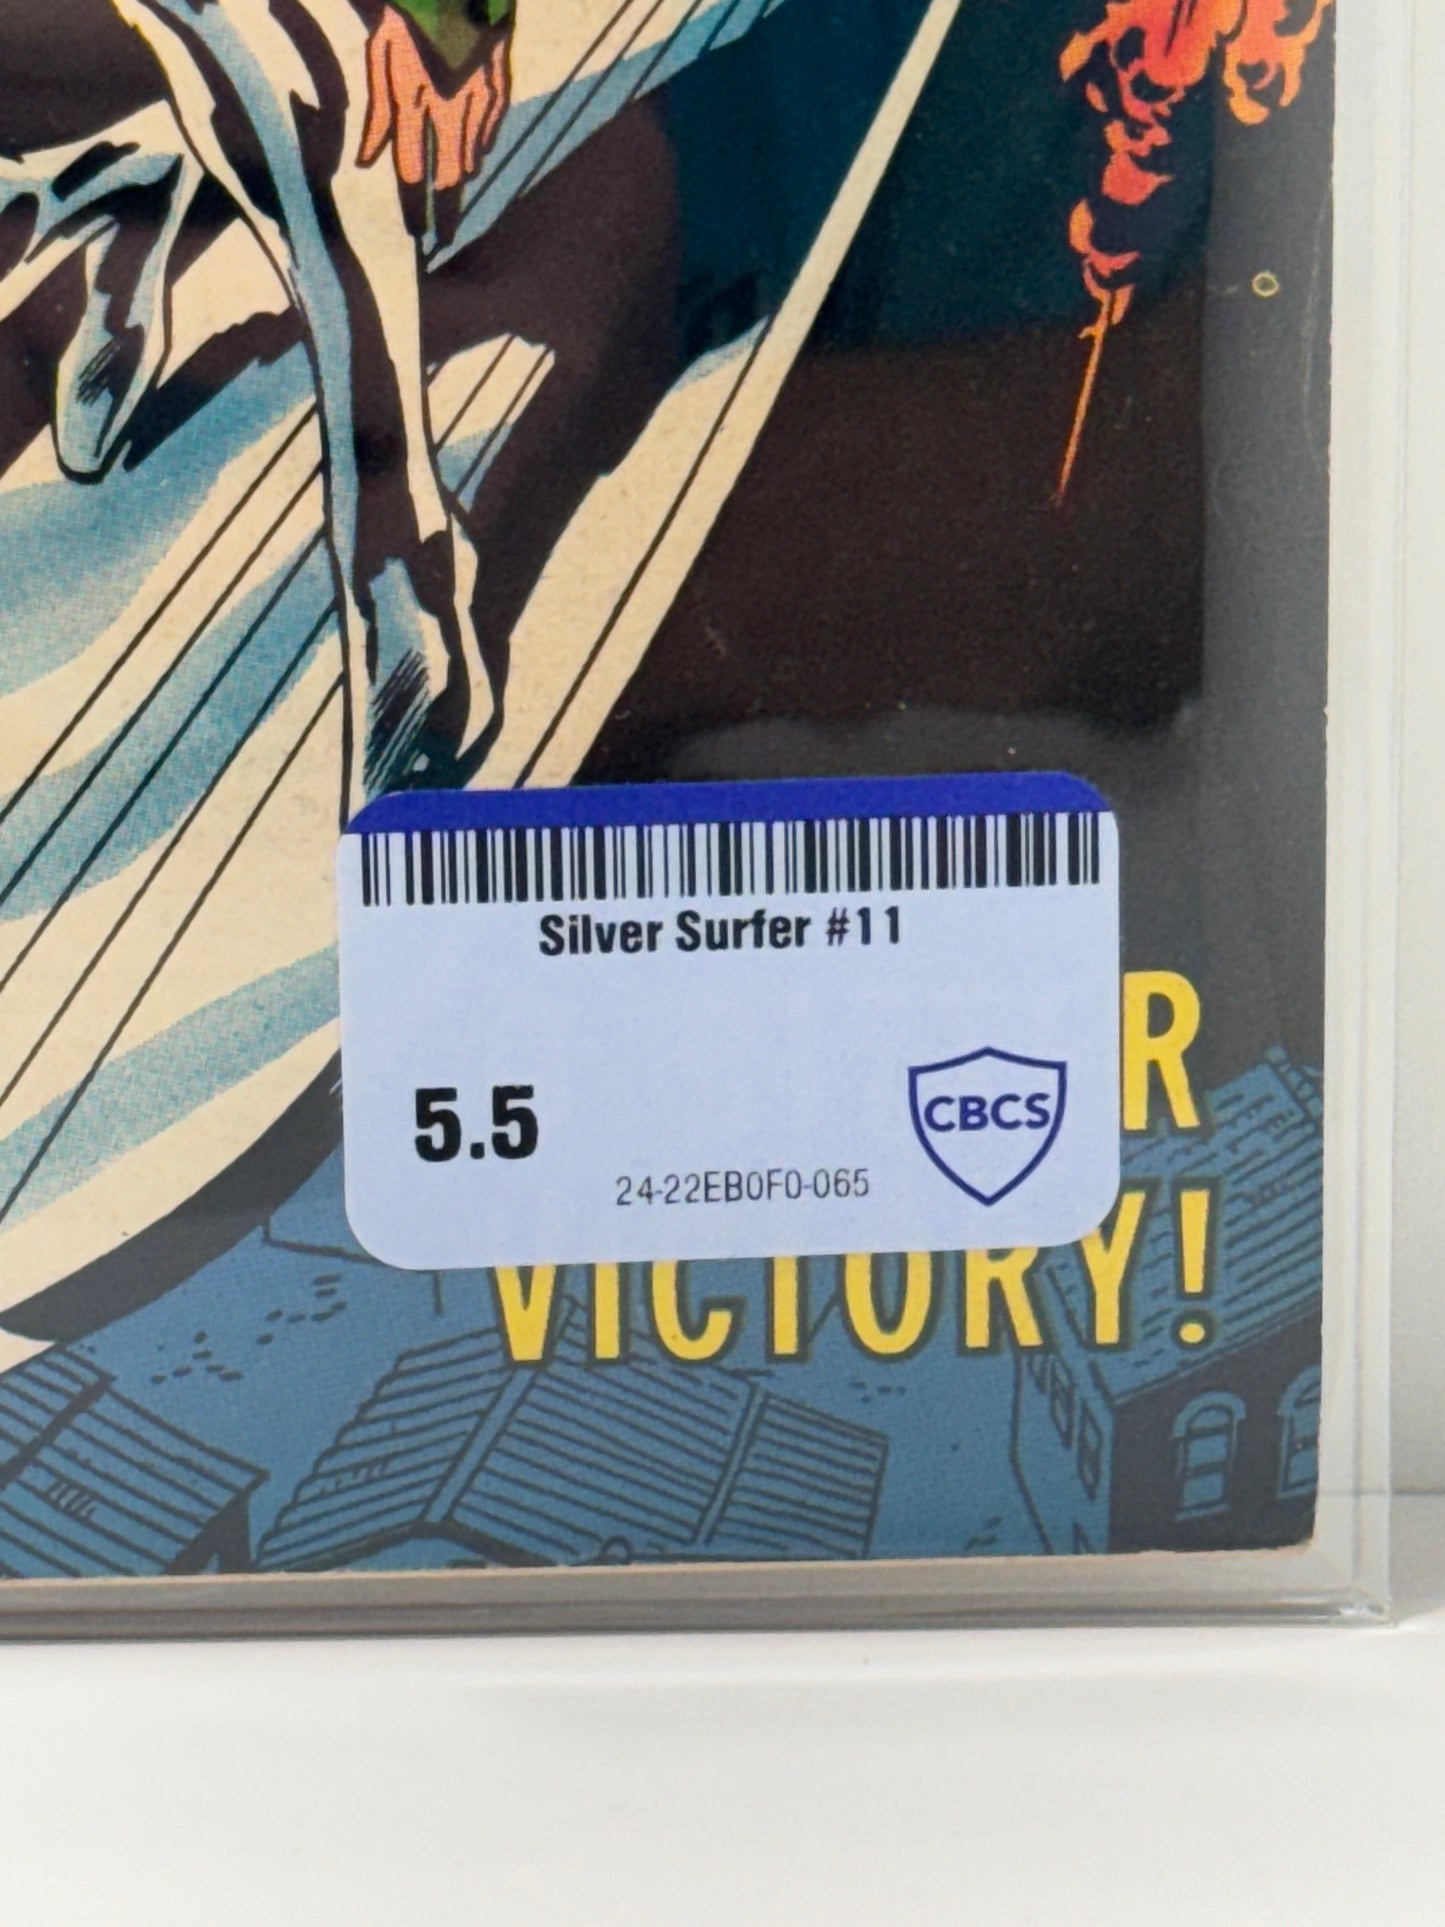 Silver Surfer #11
5.5
CBCS
24-22EB0F0-065
R
VICTORY!